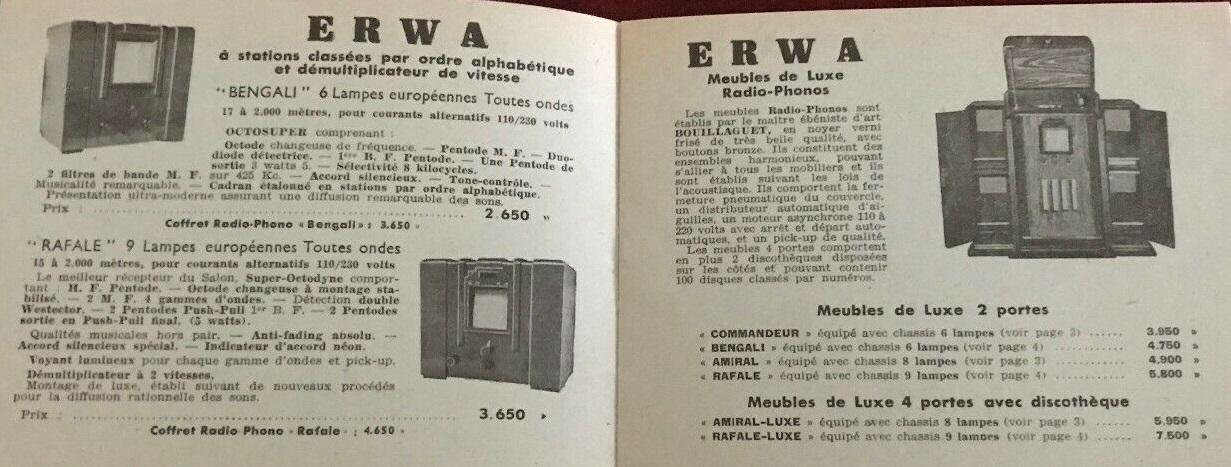 ERWA
à stations classées par ordre alphabétique
et démultiplicateur de vitesse
"BENGALI" 6 Lampes européennes Toutes ondes
17 à 2.000 mètres, pour courants alternatifs 110/230 volts
OCTOSUPER comprenant :
Octode changeuse de fréquence. — Pentode M. F. — Duo-
diode détectrice. — 1ere B. F. Pentode. — Une Pentode de
sortie 3 watts 5. — Sélectivité 8 kilocycles.
2 filtres de bande M. F. sur 425 Kc. — Accord silencieux. — Tone-contrôle. —
Musicalité remarquable. — Cadran étalonné en stations par ordre alphabétique.
Présentation ultra-moderne assurant une diffusion remarquable des sons.
Prix : ........ 2.650 »
Coffret Radio-Phono « Bengali » : 3.650 »
"RAFALE" 9 Lampes européennes Toutes ondes
15 à 2.000 mètres, pour courants alternatifs 110/230 volts
Le meilleur récepteur du Salon, Super-Octodyne compor-
tant : H. F. Pentode. — Octode changeuse à montage sta-
bilisé. — 2 M. F. 4 gammes d'ondes. — Détection double
Westector. — 2 Pentodes Push-Pull 1er B. F. — 2 Pentodes
sortie en Push-Pull final. (5 watts).
Qualités musicales hors pair. — Anti-fading absolu. —
Accord silencieux spécial. — Indicateur d'accord néon.
Voyant lumineux pour chaque gamme d'ondes et pick-up.
Démultiplicateur à 2 vitesses.
Montage de luxe, établi suivant de nouveaux procédés
pour la diffusion rationnelle des sons.
Prix : ........ 3.650 »
Coffret Radio Phono « Rafale » ; 4.650 »
ERWA
Meubles de Luxe
Radio-Phonos
Les meubles Radio-Phonos sont
établis par le maître ébéniste d'art
BOUILLAGUET, en noyer verni
frisé de très belle qualité, avec
boutons bronze. Ils constituent des
ensembles harmonieux, pouvant
s'allier à tous les mobiliers et ils
sont établis suivant les lois de
l'acoustique. Ils comportent la fer-
meture pneumatique du couvercle,
un distributeur automatique d'ai-
guilles, un moteur asynchrone 110 à
220 volts avec arrêt et départ auto-
matiques, et un pick-up de qualité.
Les meubles 4 portes comportent
en plus 2 discothèques disposées
sur les côtés et pouvant contenir
100 disques classés par numéros.
Meubles de Luxe 2 portes
« COMMANDEUR » équipé avec chassis 6 lampes (voir page 3) ...... 3.950 »
« BENGALI » équipé avec chassis 6 lampes (voir page 4) ...... 4.750 »
« AMIRAL » équipé avec chassis 8 lampes (voir page 3) ...... 4.900 »
« RAFALE » équipé avec chassis 9 lampes (voir page 4) ...... 5.800 »
Meubles de Luxe 4 portes avec discothèque
« AMIRAL-LUXE » équipé avec chassis 8 lampes (voir page 3) ...... 5.950 »
« RAFALE-LUXE » équipé avec chassis 9 lampes (voir page 4) ...... 7.500 »